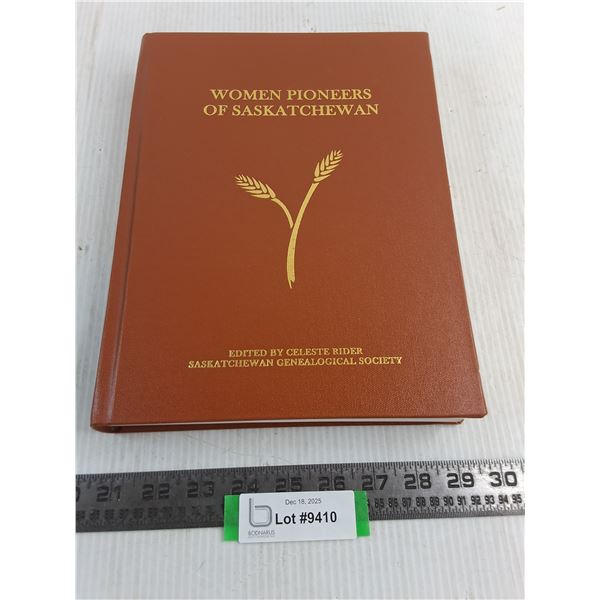 WOMEN PIONEERS
OF SASKATCHEWAN
EDITED BY CELESTE RIDER
SASKATCHEWAN GENEALOGICAL SOCIETY
21 22 23 24 25 26 27 28 29 30
Dec 18, 2025
Lot #9410
BODNARUS